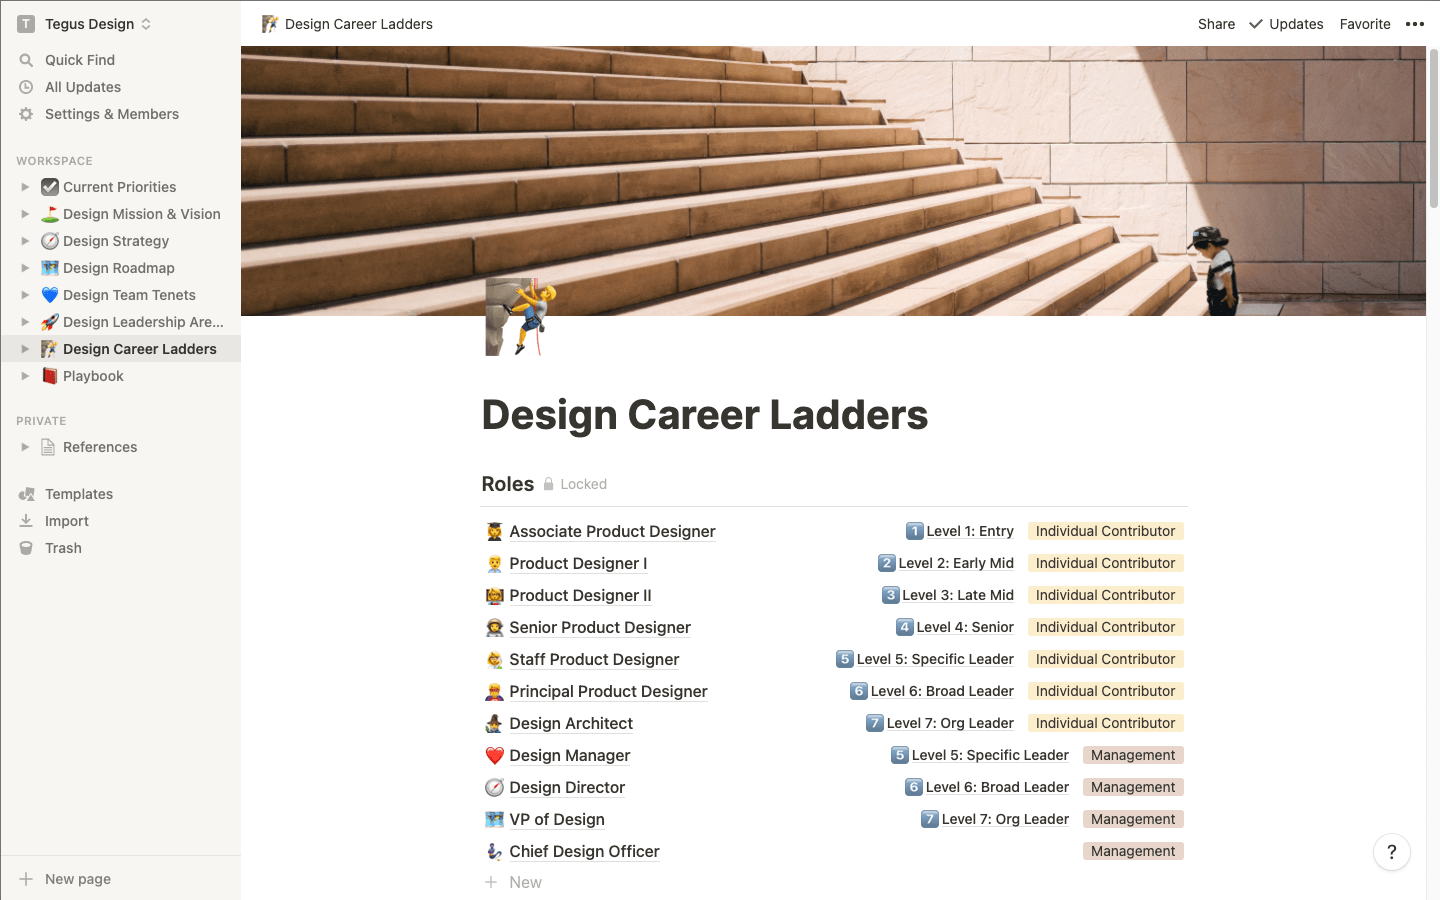 T Tegus Design
Quick Find
All Updates
Settings & Members
WORKSPACE
Current Priorities
Design Mission & Vision
Design Strategy
Design Roadmap
Design Team Tenets
Design Leadership Are...
Design Career Ladders
Playbook
PRIVATE
References
Templates
Import
Trash
New page
Design Career Ladders
Share Updates Favorite
Design Career Ladders
Roles Locked
Associate Product Designer 1 Level 1: Entry Individual Contributor
Product Designer I 2 Level 2: Early Mid Individual Contributor
Product Designer II 3 Level 3: Late Mid Individual Contributor
Senior Product Designer 4 Level 4: Senior Individual Contributor
Staff Product Designer 5 Level 5: Specific Leader Individual Contributor
Principal Product Designer 6 Level 6: Broad Leader Individual Contributor
Design Architect 7 Level 7: Org Leader Individual Contributor
Design Manager 5 Level 5: Specific Leader Management
Design Director 6 Level 6: Broad Leader Management
VP of Design 7 Level 7: Org Leader Management
Chief Design Officer Management
New
?